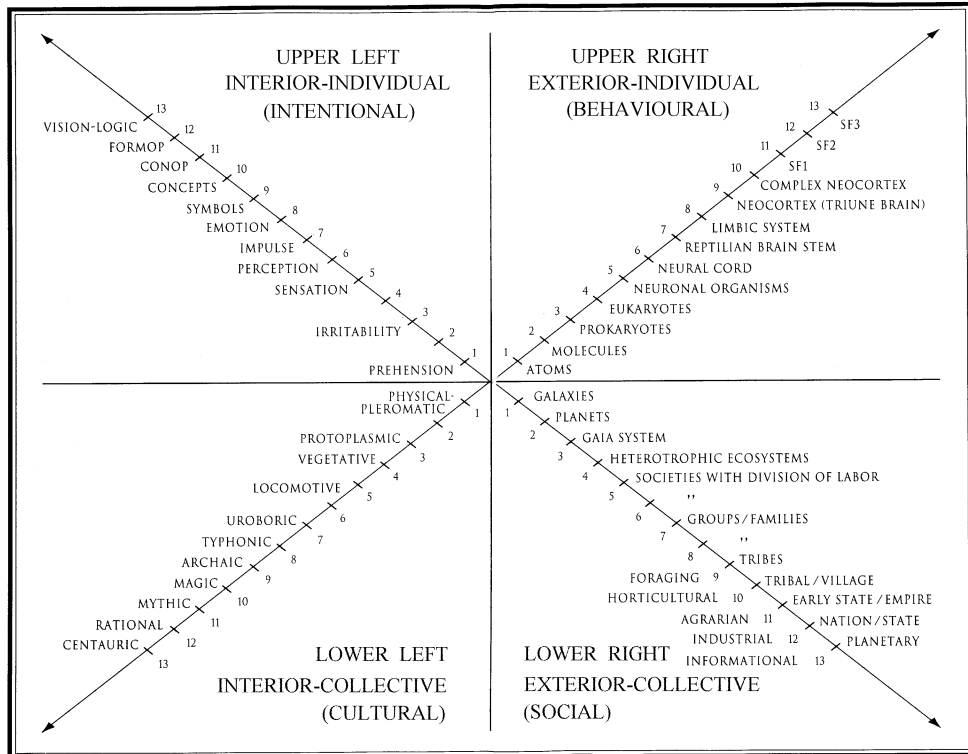 UPPER LEFT
INTERIOR-INDIVIDUAL
(INTENTIONAL)
13
VISION-LOGIC
12
FORMOP
11
CONOP
10
CONCEPTS
9
SYMBOLS
8
EMOTION
7
IMPULSE
6
PERCEPTION
5
SENSATION
4
3
IRRITABILITY
2
1
PREHENSION
UPPER RIGHT
EXTERIOR-INDIVIDUAL
(BEHAVIOURAL)
13
SF3
12
SF2
11
SF1
10
COMPLEX NEOCORTEX
9
NEOCORTEX (TRIUNE BRAIN)
8
LIMBIC SYSTEM
7
REPTILIAN BRAIN STEM
6
NEURAL CORD
5
NEURONAL ORGANISMS
4
EUKARYOTES
3
PROKARYOTES
2
MOLECULES
1
ATOMS
PHYSICAL-
PLEROMATIC
1
2
PROTOPLASMIC
3
VEGETATIVE
4
LOCOMOTIVE
5
6
UROBORIC
7
TYPHONIC
8
ARCHAIC
9
MAGIC
10
MYTHIC
11
RATIONAL
12
CENTAURIC
13
LOWER LEFT
INTERIOR-COLLECTIVE
(CULTURAL)
GALAXIES
1
PLANETS
2
GAIA SYSTEM
3
HETEROTROPHIC ECOSYSTEMS
4
SOCIETIES WITH DIVISION OF LABOR
5
,,
6
GROUPS/FAMILIES
7
,,
8
TRIBES
FORAGING 9
TRIBAL/VILLAGE
HORTICULTURAL 10
EARLY STATE/EMPIRE
AGRARIAN 11
NATION/STATE
INDUSTRIAL 12
PLANETARY
INFORMATIONAL 13
LOWER RIGHT
EXTERIOR-COLLECTIVE
(SOCIAL)